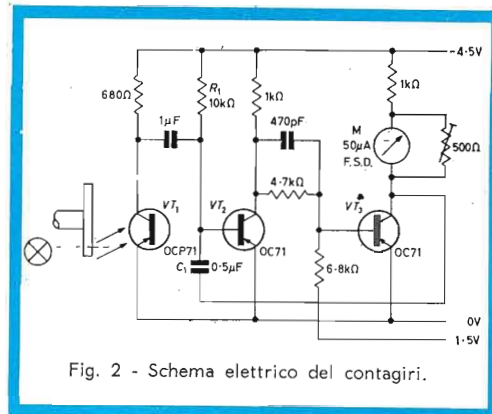 -4.5V
680Ω
R1
10kΩ
1kΩ
1kΩ
1μF
470pF
M
50μA
F.S.D.
500Ω
4.7kΩ
VT1
VT2
VT3
OCP71
OC71
OC71
C1
0.5μF
6.8kΩ
0V
1.5V
Fig. 2 - Schema elettrico del contagiri.